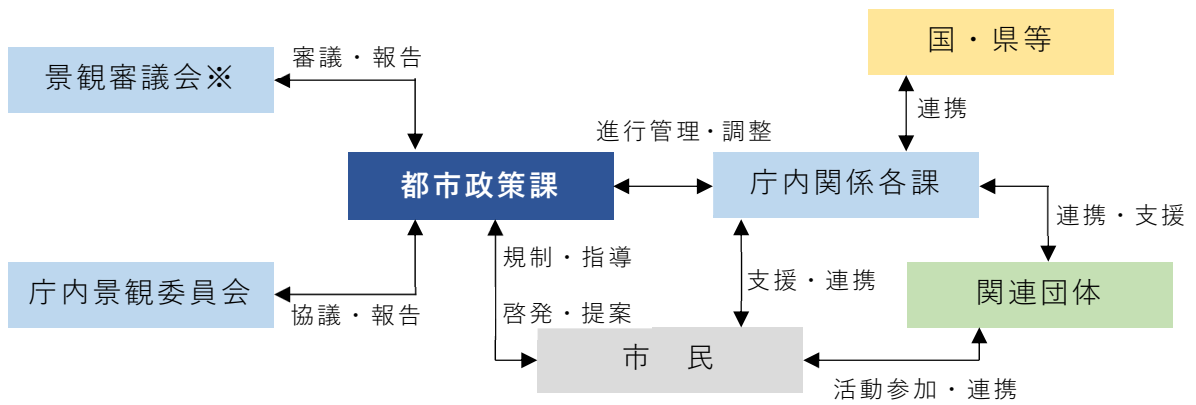 国・県等
審議・報告
景観審議会※
連携
進行管理・調整
都市政策課
庁内関係各課
連携・支援
規制・指導
支援・連携
庁内景観委員会
関連団体
協議・報告
啓発・提案
市　民
活動参加・連携